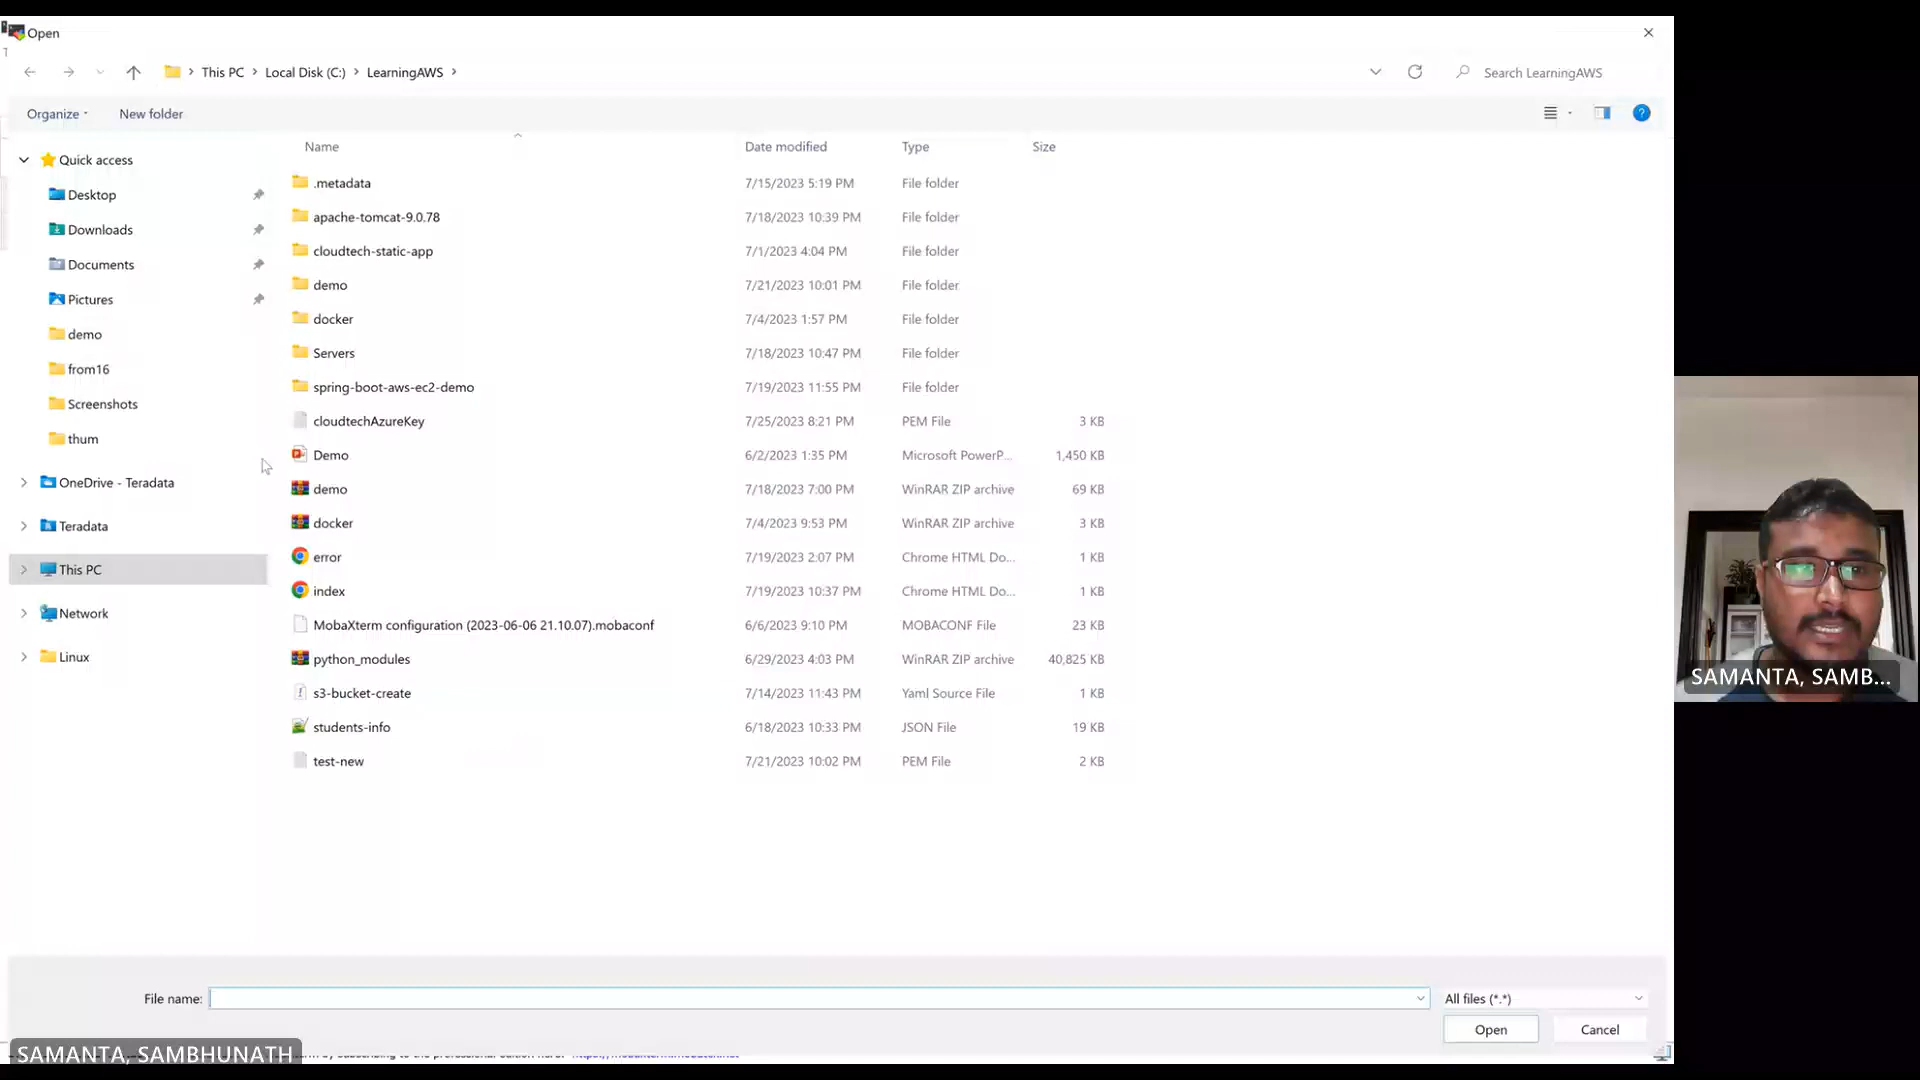 Open
This PC > Local Disk (C:) > LearningAWS >
Search LearningAWS
Organize
New folder
Name Date modified Type Size
Quick access
Desktop
Downloads
Documents
Pictures
demo
from16
Screenshots
thum
OneDrive - Teradata
Teradata
This PC
Network
Linux
.metadata 7/15/2023 5:19 PM File folder
apache-tomcat-9.0.78 7/18/2023 10:39 PM File folder
cloudtech-static-app 7/1/2023 4:04 PM File folder
demo 7/21/2023 10:01 PM File folder
docker 7/4/2023 1:57 PM File folder
Servers 7/18/2023 10:47 PM File folder
spring-boot-aws-ec2-demo 7/19/2023 11:55 PM File folder
cloudtechAzureKey 7/25/2023 8:21 PM PEM File 3 KB
Demo 6/2/2023 1:35 PM Microsoft PowerP... 1,450 KB
demo 7/18/2023 7:00 PM WinRAR ZIP archive 69 KB
docker 7/4/2023 9:53 PM WinRAR ZIP archive 3 KB
error 7/19/2023 2:07 PM Chrome HTML Do... 1 KB
index 7/19/2023 10:37 PM Chrome HTML Do... 1 KB
MobaXterm configuration (2023-06-06 21.10.07).mobaconf 6/6/2023 9:10 PM MOBACONF File 23 KB
python_modules 6/29/2023 4:03 PM WinRAR ZIP archive 40,825 KB
s3-bucket-create 7/14/2023 11:43 PM Yaml Source File 1 KB
students-info 6/18/2023 10:33 PM JSON File 19 KB
test-new 7/21/2023 10:02 PM PEM File 2 KB
SAMANTA, SAMB...
File name:
All files (*.*)
Open
Cancel
SAMANTA, SAMBHUNATH